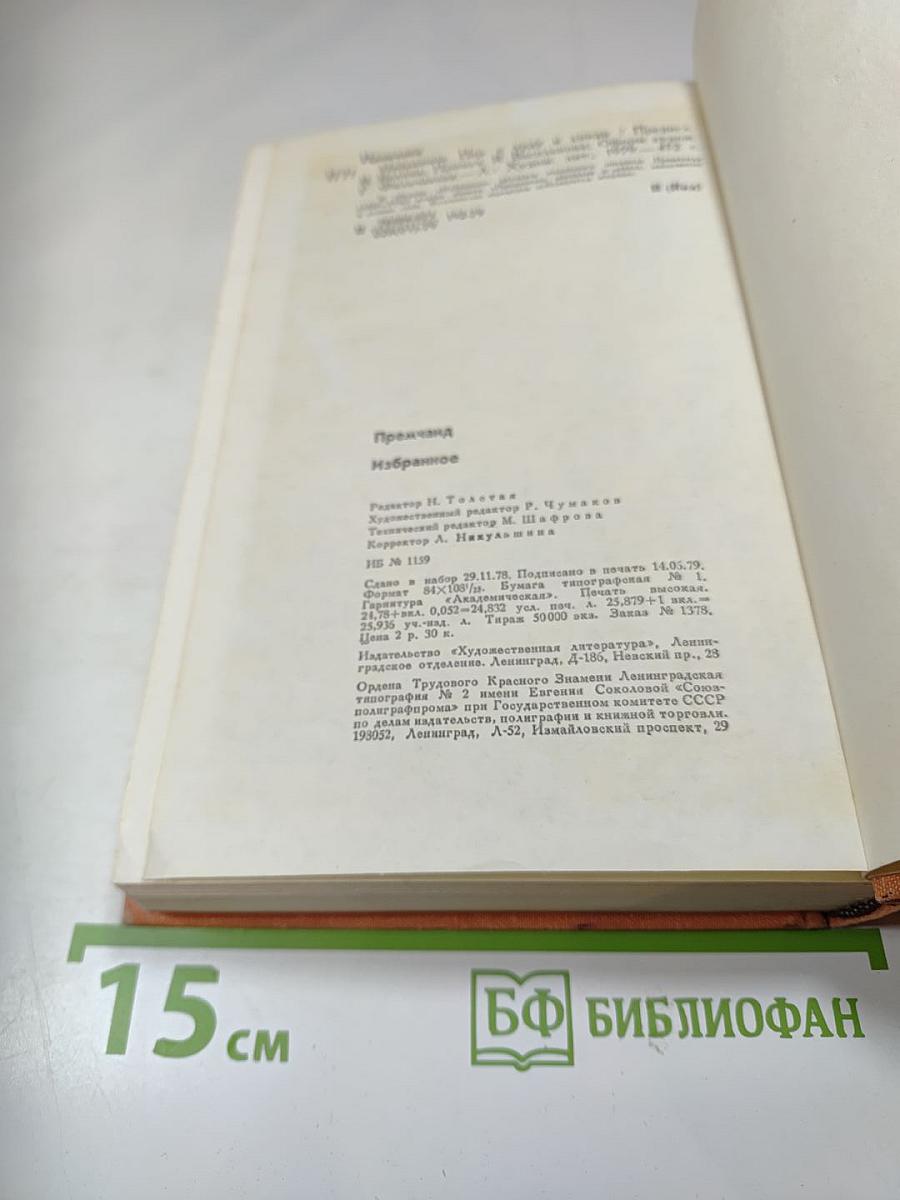 Премчанд
Избранное
Редактор Н. Толстая
Художественный редактор Р. Чумаков
Технический редактор М. Шафрова
Корректор Л. Никульшина
ИБ № 1159
Сдано в набор 29.11.78. Подписано в печать 14.05.79.
Формат 84×108¹/₃₂. Бумага типографская № 1.
Гарнитура «Академическая». Печать высокая.
24,78+вкл. 0,052=24,832 усл. печ. л. 25,879+1 вкл.=
25,936 уч.-изд. л. Тираж 50000 экз. Заказ № 1378.
Цена 2 р. 30 к.
Издательство «Художественная литература», Ленин-
градское отделение. Ленинград, Д-186, Невский пр., 28
Ордена Трудового Красного Знамени Ленинградская
типография № 2 имени Евгении Соколовой «Союз-
полиграфпрома» при Государственном комитете СССР
по делам издательств, полиграфии и книжной торговли.
198052, Ленинград, Л-52, Измайловский проспект, 29
15 см
БФ БИБЛИОФАН